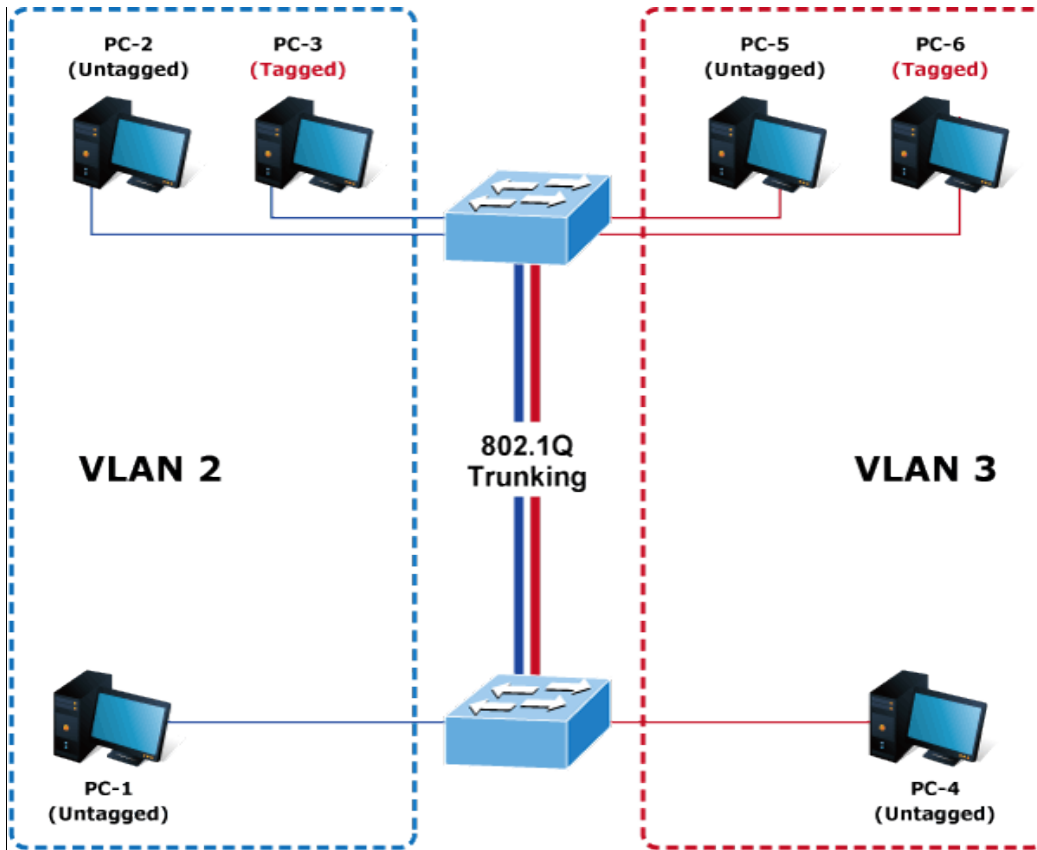 PC-2
(Untagged)
PC-3
(Tagged)
PC-5
(Untagged)
PC-6
(Tagged)
802.1Q
Trunking
VLAN 2
VLAN 3
PC-1
(Untagged)
PC-4
(Untagged)